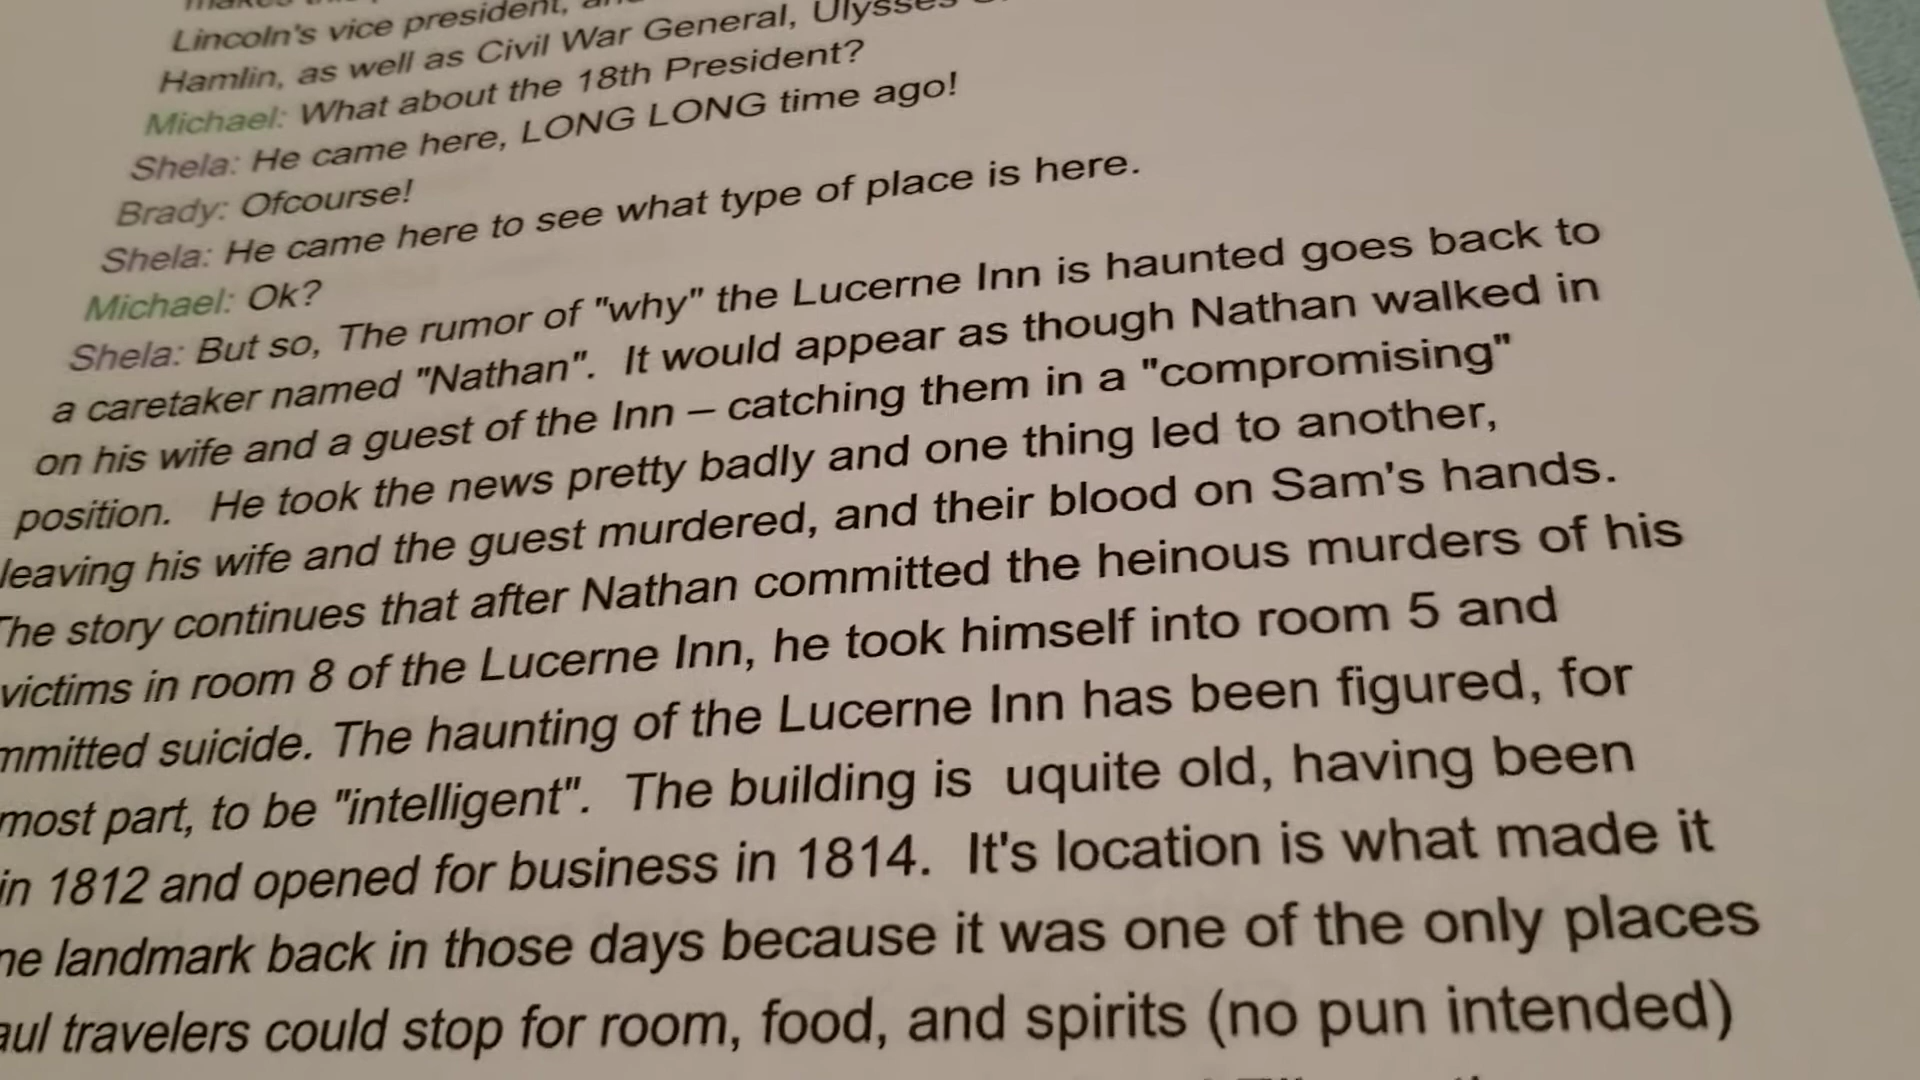 Lincoln's vice president,
Hamlin, as well as Civil War General, Ulysses
Michael: What about the 18th President?
Shela: He came here, LONG LONG time ago!
Brady: Ofcourse!
Shela: He came here to see what type of place is here.
Michael: Ok?
Shela: But so, The rumor of "why" the Lucerne Inn is haunted goes back to
a caretaker named "Nathan". It would appear as though Nathan walked in
on his wife and a guest of the Inn – catching them in a "compromising"
position. He took the news pretty badly and one thing led to another,
leaving his wife and the guest murdered, and their blood on Sam's hands.
The story continues that after Nathan committed the heinous murders of his
victims in room 8 of the Lucerne Inn, he took himself into room 5 and
mmitted suicide. The haunting of the Lucerne Inn has been figured, for
most part, to be "intelligent". The building is uquite old, having been
in 1812 and opened for business in 1814. It's location is what made it
ne landmark back in those days because it was one of the only places
aul travelers could stop for room, food, and spirits (no pun intended)